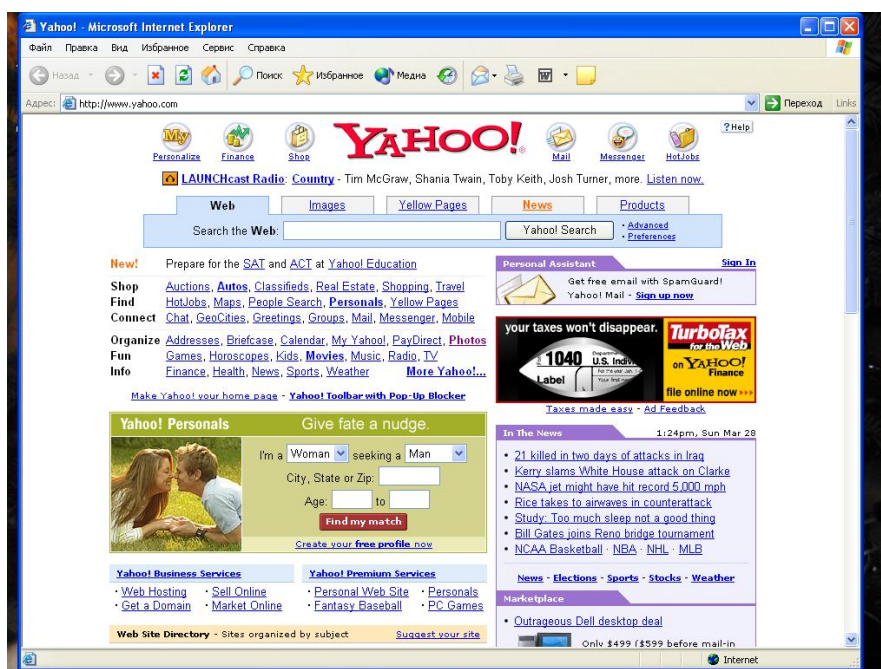 Yahoo! - Microsoft Internet Explorer
Файл Правка Вид Избранное Сервис Справка
Назад Поиск Избранное Медиа
Адрес: http://www.yahoo.com Переход Links
My Personalize Finance Shop YAHOO! Mail Messenger HotJobs ? Help
LAUNCHcast Radio: Country - Tim McGraw, Shania Twain, Toby Keith, Josh Turner, more. Listen now.
Web Images Yellow Pages News Products
Search the Web: Yahoo! Search · Advanced
· Preferences
New! Prepare for the SAT and ACT at Yahoo! Education
Shop Auctions, Autos, Classifieds, Real Estate, Shopping, Travel
Find HotJobs, Maps, People Search, Personals, Yellow Pages
Connect Chat, GeoCities, Greetings, Groups, Mail, Messenger, Mobile
Organize Addresses, Briefcase, Calendar, My Yahoo!, PayDirect, Photos
Fun Games, Horoscopes, Kids, Movies, Music, Radio, TV
Info Finance, Health, News, Sports, Weather More Yahoo!...
Make Yahoo! your home page - Yahoo! Toolbar with Pop-Up Blocker
Yahoo! Personals Give fate a nudge.
I'm a Woman seeking a Man
City, State or Zip:
Age: to
Find my match
Create your free profile now
Yahoo! Business Services Yahoo! Premium Services
· Web Hosting · Sell Online · Personal Web Site · Personals
· Get a Domain · Market Online · Fantasy Baseball · PC Games
Web Site Directory - Sites organized by subject Suggest your site
Personal Assistant Sign In
Get free email with SpamGuard!
Yahoo! Mail - Sign up now
your taxes won't disappear. TurboTax
for the Web
1040 U.S. Indiv on YAHOO!
Finance
Label file online now >>>
Taxes made easy - Ad Feedback
In The News 1:24pm, Sun Mar 28
• 21 killed in two days of attacks in Iraq
• Kerry slams White House attack on Clarke
• NASA jet might have hit record 5,000 mph
• Rice takes to airwaves in counterattack
• Study: Too much sleep not a good thing
• Bill Gates joins Reno bridge tournament
• NCAA Basketball · NBA · NHL · MLB
News - Elections - Sports - Stocks - Weather
Marketplace
• Outrageous Dell desktop deal
Only $499 ($599 before mail-in
Internet